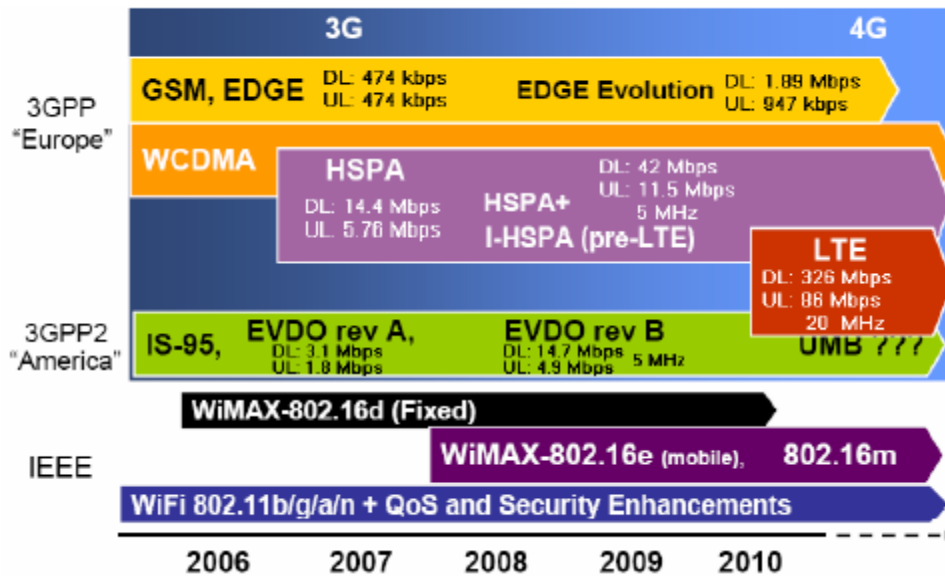 3G
4G
3GPP
"Europe"
GSM, EDGE
DL: 474 kbps
UL: 474 kbps
EDGE Evolution
DL: 1.89 Mbps
UL: 947 kbps
WCDMA
HSPA
DL: 14.4 Mbps
UL: 5.76 Mbps
HSPA+
DL: 42 Mbps
UL: 11.5 Mbps
5 MHz
I-HSPA (pre-LTE)
LTE
DL: 326 Mbps
UL: 86 Mbps
20 MHz
3GPP2
"America"
IS-95,
EVDO rev A,
DL: 3.1 Mbps
UL: 1.8 Mbps
EVDO rev B
DL: 14.7 Mbps
UL: 4.9 Mbps
5 MHz
UMB ???
IEEE
WiMAX-802.16d (Fixed)
WiMAX-802.16e (mobile), 802.16m
WiFi 802.11b/g/a/n + QoS and Security Enhancements
2006 2007 2008 2009 2010